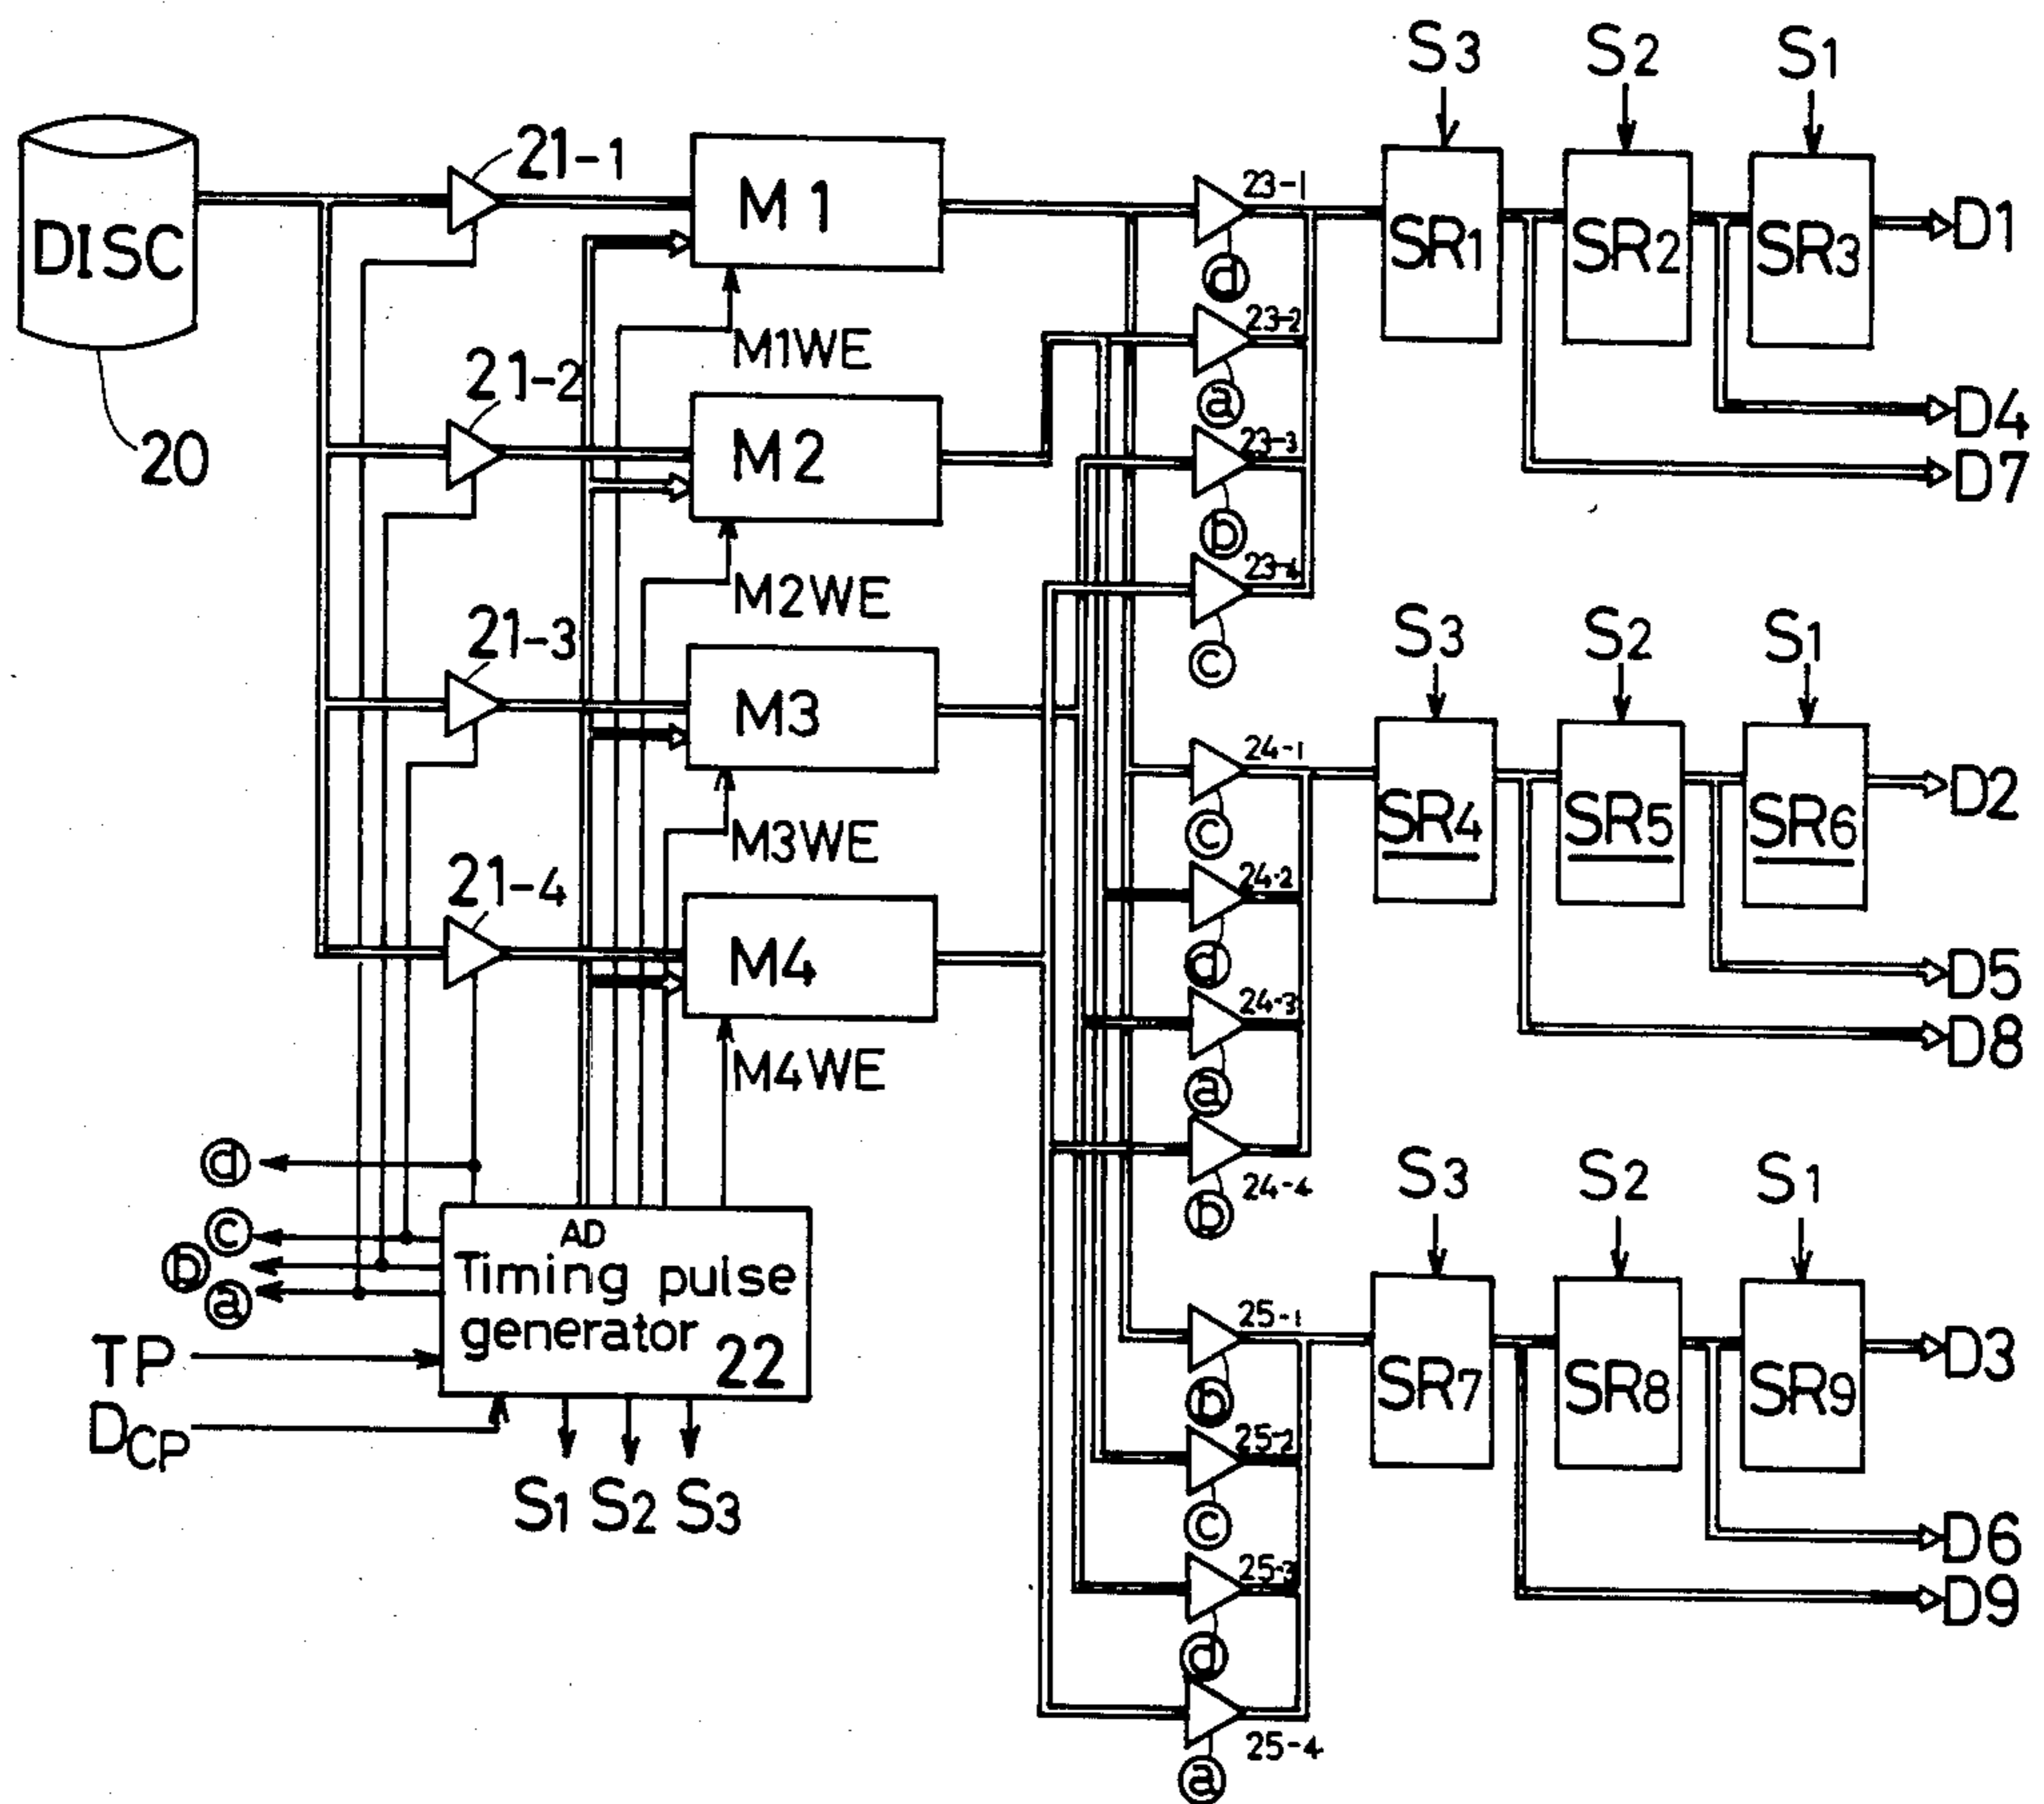 S3 S2 S1
DISC
20
21-1
M1
M1WE
21-2
M2
M2WE
21-3
M3
M3WE
21-4
M4
M4WE
23-1
ⓓ
23-2
ⓐ
23-3
ⓑ
23-4
ⓒ
SR1 SR2 SR3
D1
D4
D7
S3 S2 S1
24-1
ⓒ
24-2
ⓓ
24-3
ⓐ
24-4
ⓑ
SR4 SR5 SR6
D2
D5
D8
S3 S2 S1
25-1
ⓑ
25-2
ⓒ
25-3
ⓓ
25-4
ⓐ
SR7 SR8 SR9
D3
D6
D9
ⓓ
ⓒ
ⓑ
ⓐ
TP
DCP
AD
Timing pulse
generator 22
S1 S2 S3